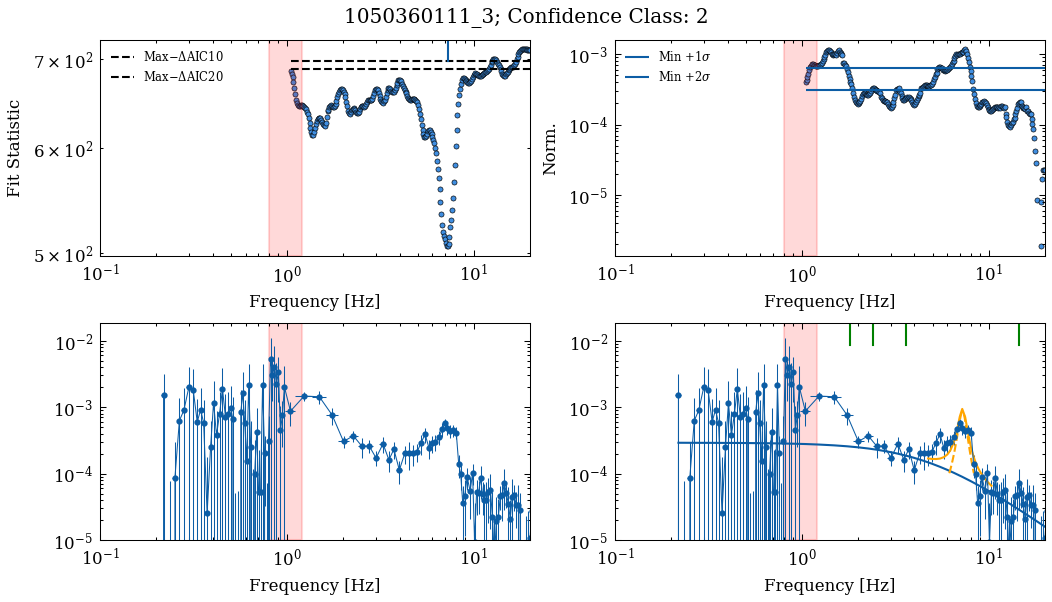 1050360111_3; Confidence Class: 2
Fit Statistic
7 × 10²
6 × 10²
5 × 10²
Max−ΔAIC10
Max−ΔAIC20
10⁻¹ 10⁰ 10¹
Frequency [Hz]
Norm.
10⁻³
10⁻⁴
10⁻⁵
Min +1σ
Min +2σ
10⁻¹ 10⁰ 10¹
Frequency [Hz]
10⁻²
10⁻³
10⁻⁴
10⁻⁵
10⁻¹ 10⁰ 10¹
Frequency [Hz]
10⁻²
10⁻³
10⁻⁴
10⁻⁵
10⁻¹ 10⁰ 10¹
Frequency [Hz]